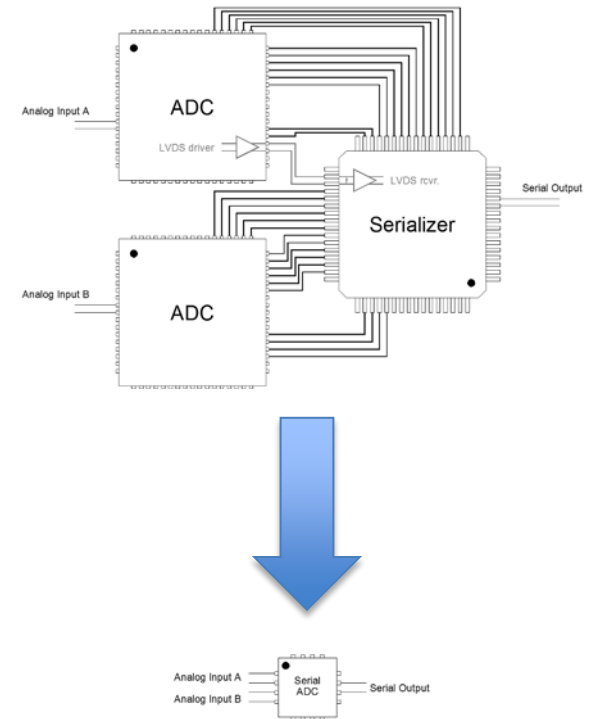 ADC
Analog Input A
LVDS driver
LVDS rcvr.
Serial Output
Serializer
Analog Input B
ADC
Analog Input A
Serial
ADC
Serial Output
Analog Input B